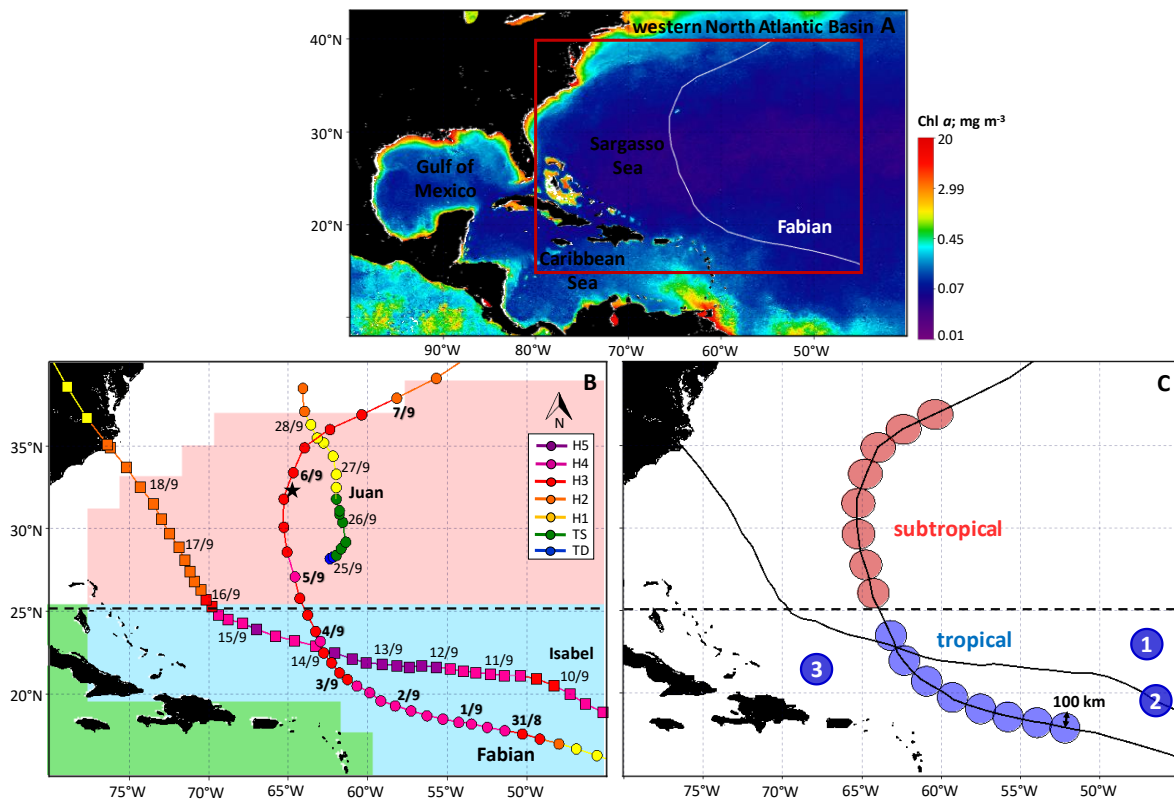 western North Atlantic Basin A
40°N
30°N
20°N
10°N
Gulf of
Mexico
Sargasso
Sea
Caribbean
Sea
Fabian
90°W
80°W
70°W
60°W
50°W
Chl a; mg m-3
20
2.99
0.45
0.07
0.01
B
N
H5
H4
H3
H2
H1
TS
TD
35°N
30°N
25°N
20°N
28/9
27/9
Juan
26/9
25/9
7/9
6/9
5/9
4/9
3/9
2/9
1/9
31/8
Fabian
18/9
17/9
16/9
15/9
14/9
13/9
12/9
11/9
10/9
Isabel
75°W
70°W
65°W
60°W
55°W
50°W
C
subtropical
tropical
1
2
3
100 km
75°W
70°W
65°W
60°W
55°W
50°W